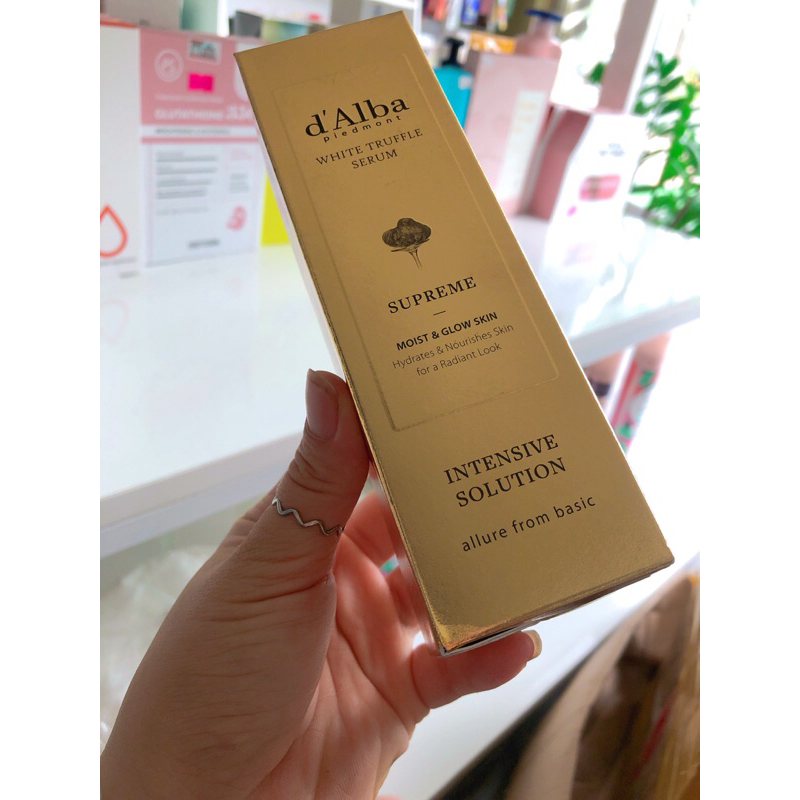 d'Alba
piedmont
WHITE TRUFFLE
SERUM
SUPREME
MOIST & GLOW SKIN
Hydrates & Nourishes Skin
for a Radiant Look
INTENSIVE
SOLUTION
allure from basic
GLUTATHIONE